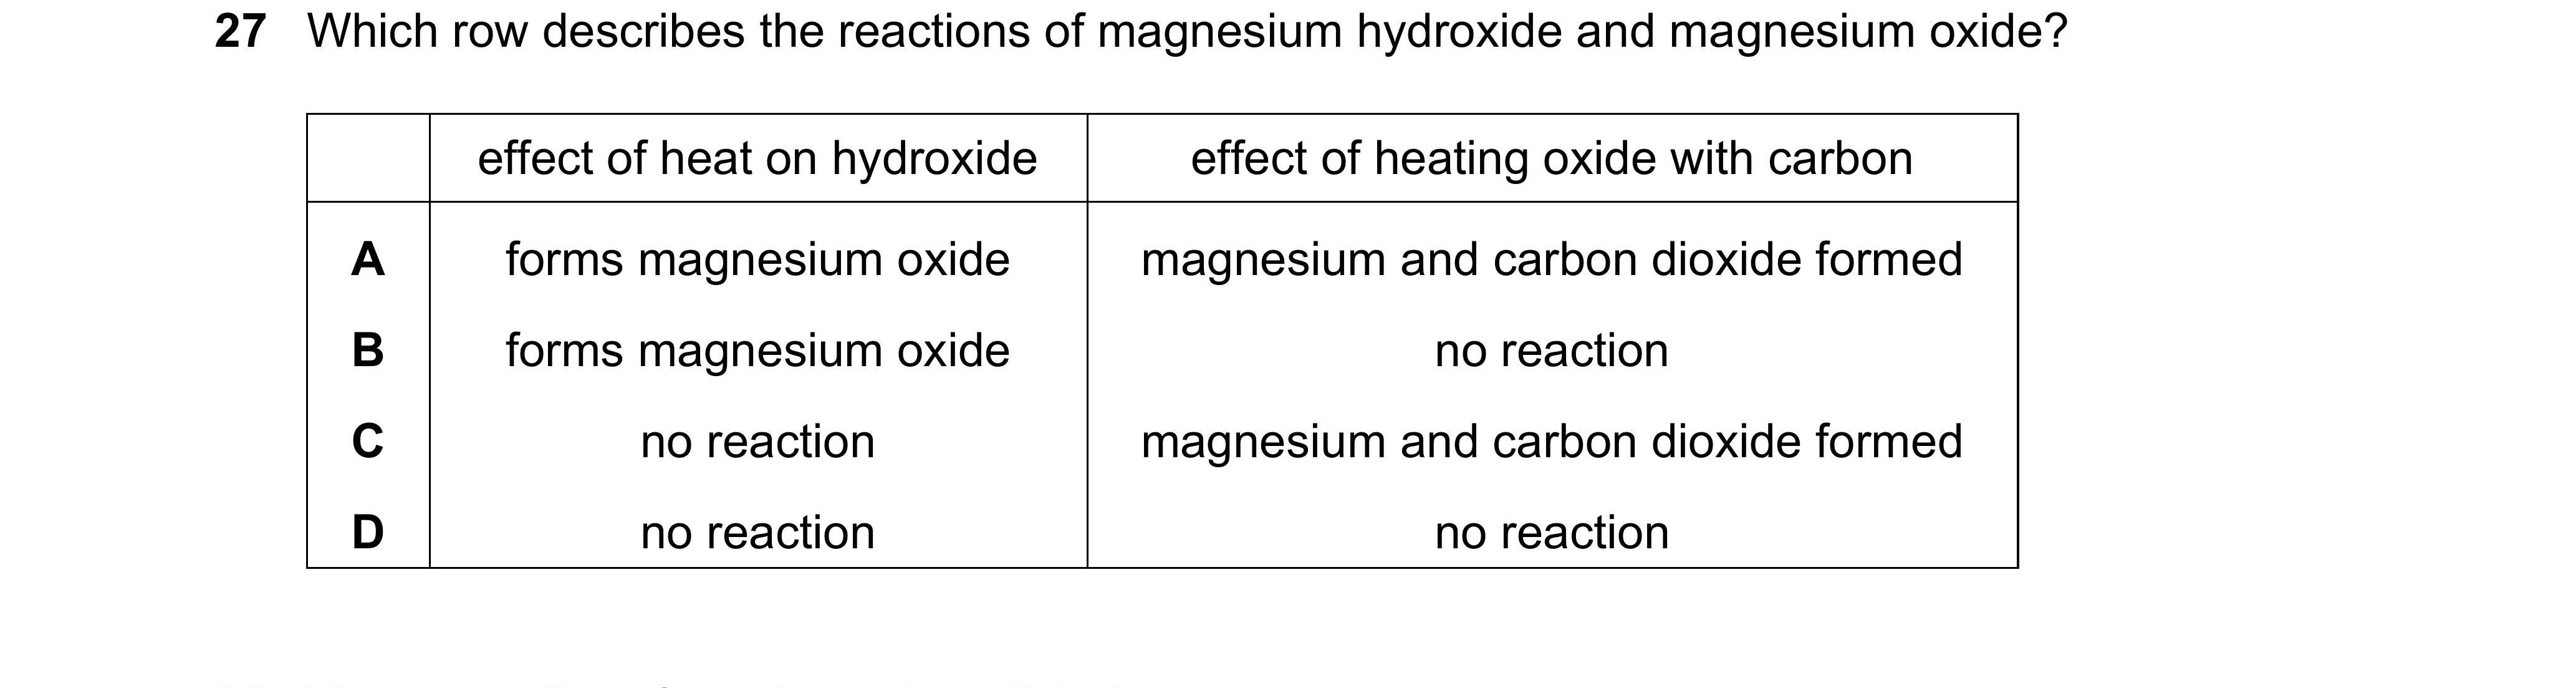 27 Which row describes the reactions of magnesium hydroxide and magnesium oxide?
effect of heat on hydroxide effect of heating oxide with carbon
A forms magnesium oxide magnesium and carbon dioxide formed
B forms magnesium oxide no reaction
C no reaction magnesium and carbon dioxide formed
D no reaction no reaction